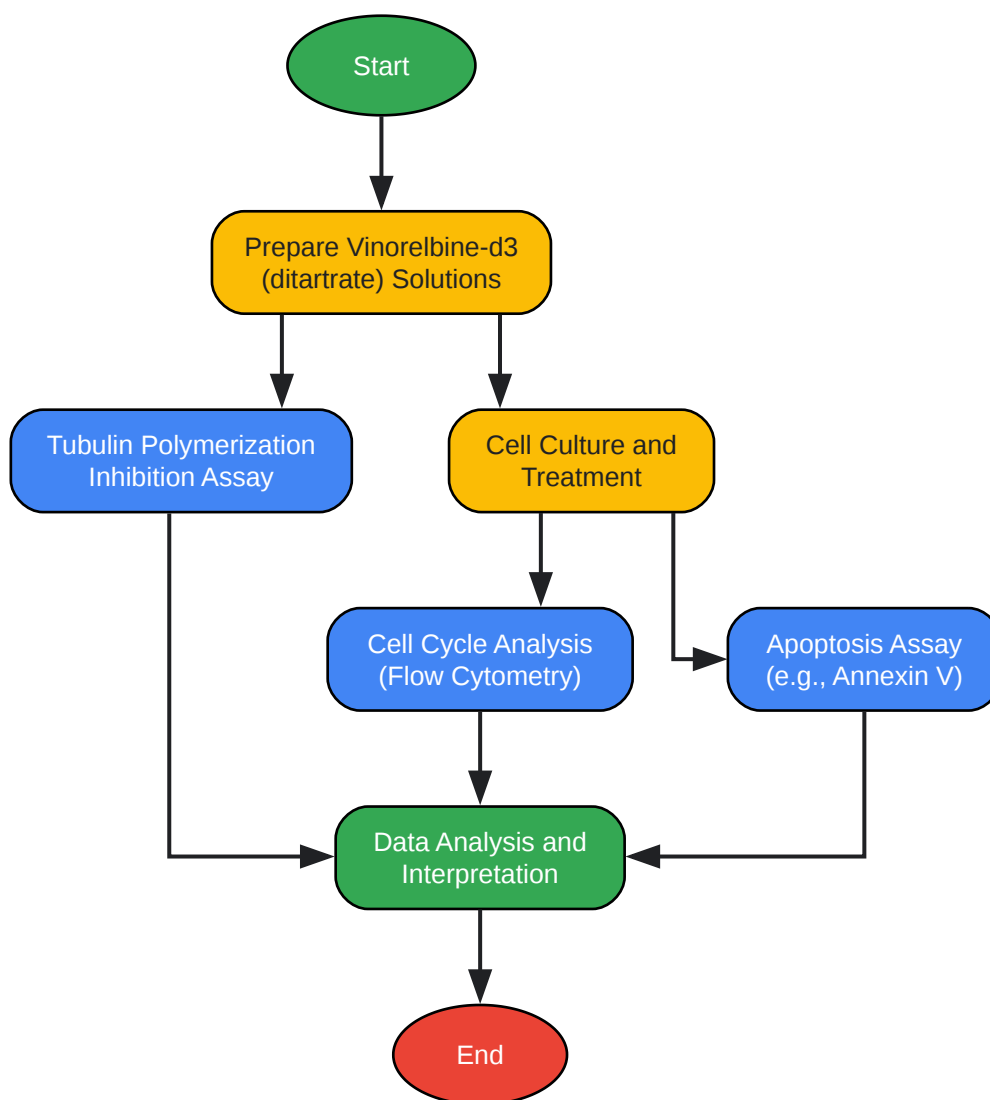 Start
Prepare Vinorelbine-d3
(ditartrate) Solutions
Tubulin Polymerization
Inhibition Assay
Cell Culture and
Treatment
Cell Cycle Analysis
(Flow Cytometry)
Apoptosis Assay
(e.g., Annexin V)
Data Analysis and
Interpretation
End